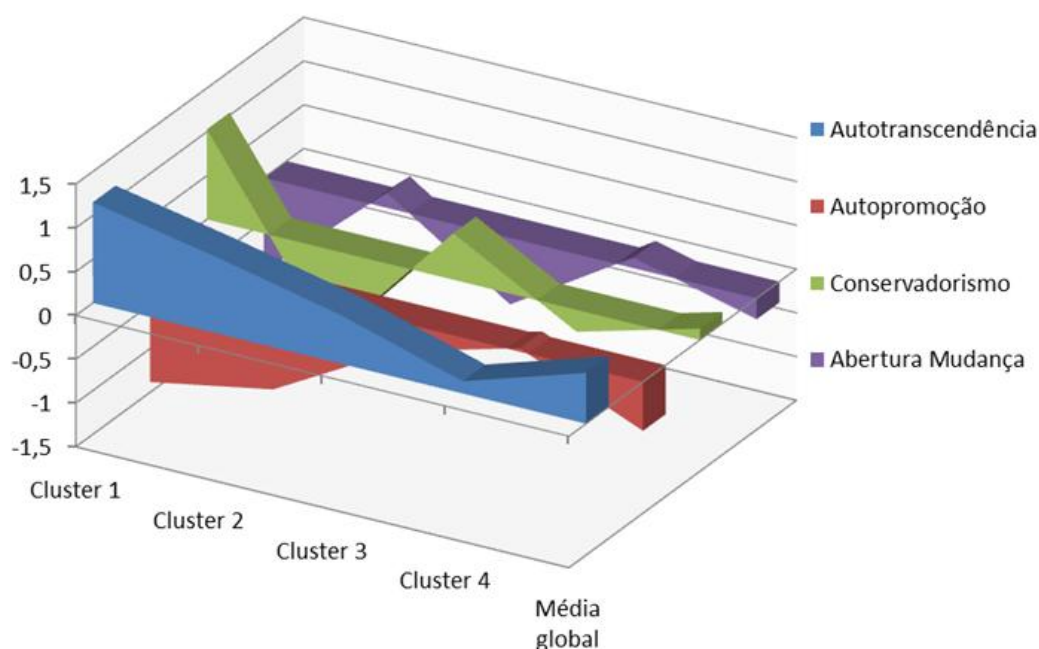 1,5
1
0,5
0
-0,5
-1
-1,5
Cluster 1
Cluster 2
Cluster 3
Cluster 4
Média
global
Autotranscendência
Autopromoção
Conservadorismo
Abertura Mudança